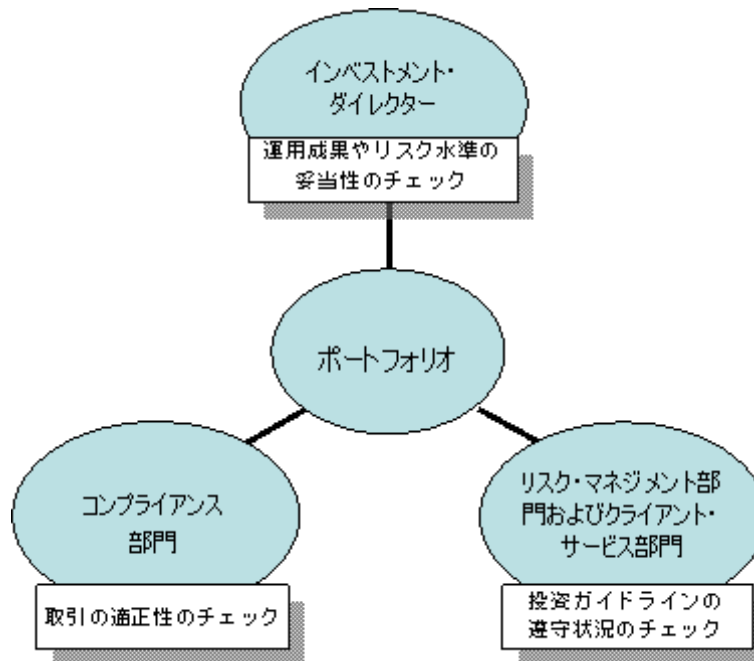 インベストメント・
ダイレクター
運用成果やリスク水準の
妥当性のチェック
ポートフォリオ
コンプライアンス
部門
取引の適正性のチェック
リスク・マネジメント部
門およびクライアント・
サービス部門
投資ガイドラインの
遵守状況のチェック